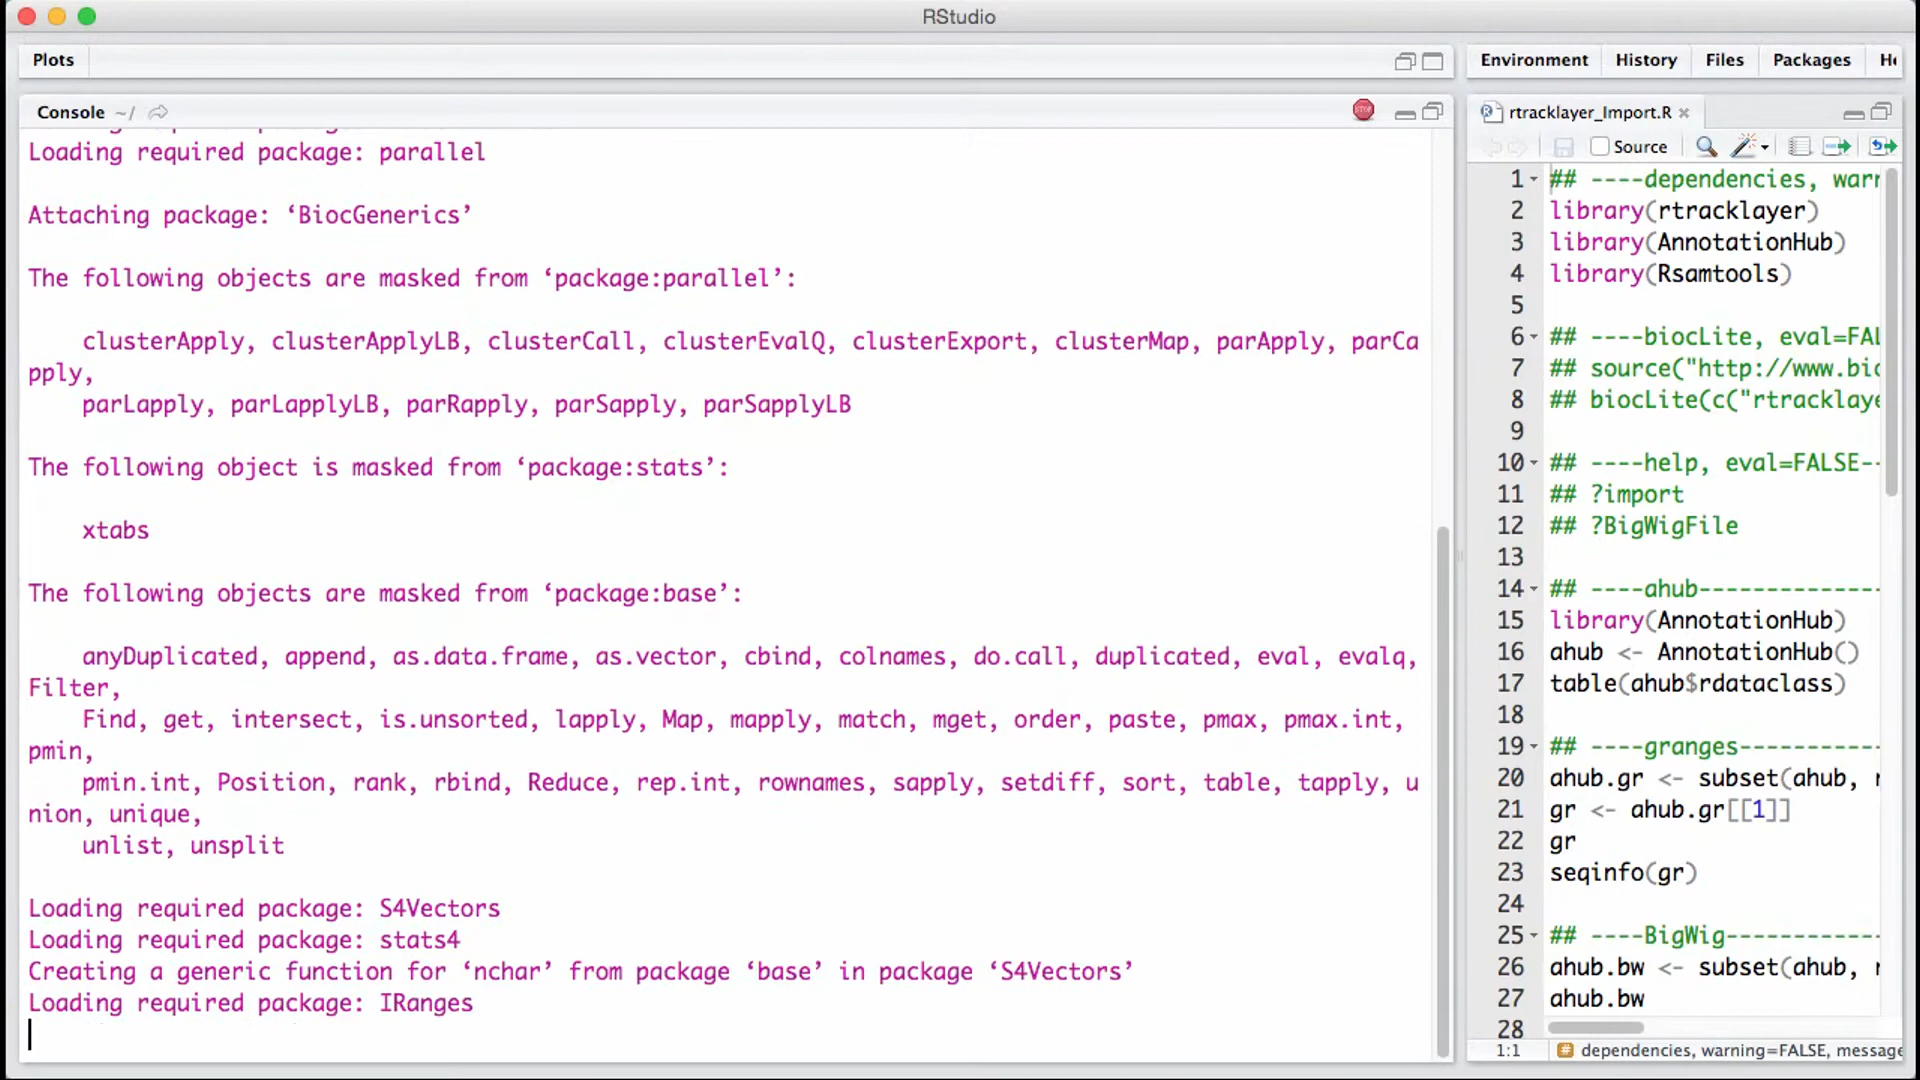 RStudio
Plots
Console ~/
STOP
Loading required package: parallel
Attaching package: ‘BiocGenerics’
The following objects are masked from ‘package:parallel’:
clusterApply, clusterApplyLB, clusterCall, clusterEvalQ, clusterExport, clusterMap, parApply, parCa
pply,
parLapply, parLapplyLB, parRapply, parSapply, parSapplyLB
The following object is masked from ‘package:stats’:
xtabs
The following objects are masked from ‘package:base’:
anyDuplicated, append, as.data.frame, as.vector, cbind, colnames, do.call, duplicated, eval, evalq,
Filter,
Find, get, intersect, is.unsorted, lapply, Map, mapply, match, mget, order, paste, pmax, pmax.int,
pmin,
pmin.int, Position, rank, rbind, Reduce, rep.int, rownames, sapply, setdiff, sort, table, tapply, u
nion, unique,
unlist, unsplit
Loading required package: S4Vectors
Loading required package: stats4
Creating a generic function for ‘nchar’ from package ‘base’ in package ‘S4Vectors’
Loading required package: IRanges
Environment History Files Packages He
rtracklayer_Import.R
Source
1 ## ----dependencies, warr
2 library(rtracklayer)
3 library(AnnotationHub)
4 library(Rsamtools)
5
6 ## ----biocLite, eval=FAL
7 ## source("http://www.bio
8 ## biocLite(c("rtracklaye
9
10 ## ----help, eval=FALSE--
11 ## ?import
12 ## ?BigWigFile
13
14 ## ----ahub--------------
15 library(AnnotationHub)
16 ahub <- AnnotationHub()
17 table(ahub$rdataclass)
18
19 ## ----granges-----------
20 ahub.gr <- subset(ahub, r
21 gr <- ahub.gr[[1]]
22 gr
23 seqinfo(gr)
24
25 ## ----BigWig------------
26 ahub.bw <- subset(ahub, r
27 ahub.bw
28
1:1 # dependencies, warning=FALSE, message